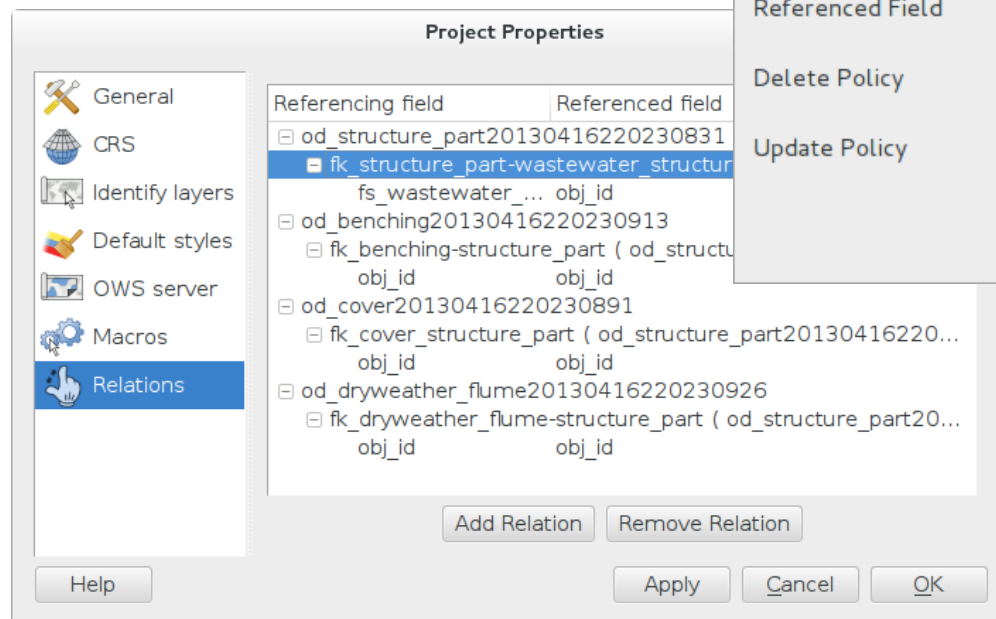 Project Properties
Referenced Field
Delete Policy
Update Policy
General
CRS
Identify layers
Default styles
OWS server
Macros
Relations
Referencing field Referenced field
od_structure_part20130416220230831
fk_structure_part-wastewater_structur
fs_wastewater_... obj_id
od_benching20130416220230913
fk_benching-structure_part ( od_structu
obj_id obj_id
od_cover20130416220230891
fk_cover_structure_part ( od_structure_part20130416220...
obj_id obj_id
od_dryweather_flume20130416220230926
fk_dryweather_flume-structure_part ( od_structure_part20...
obj_id obj_id
Add Relation Remove Relation
Help Apply Cancel OK